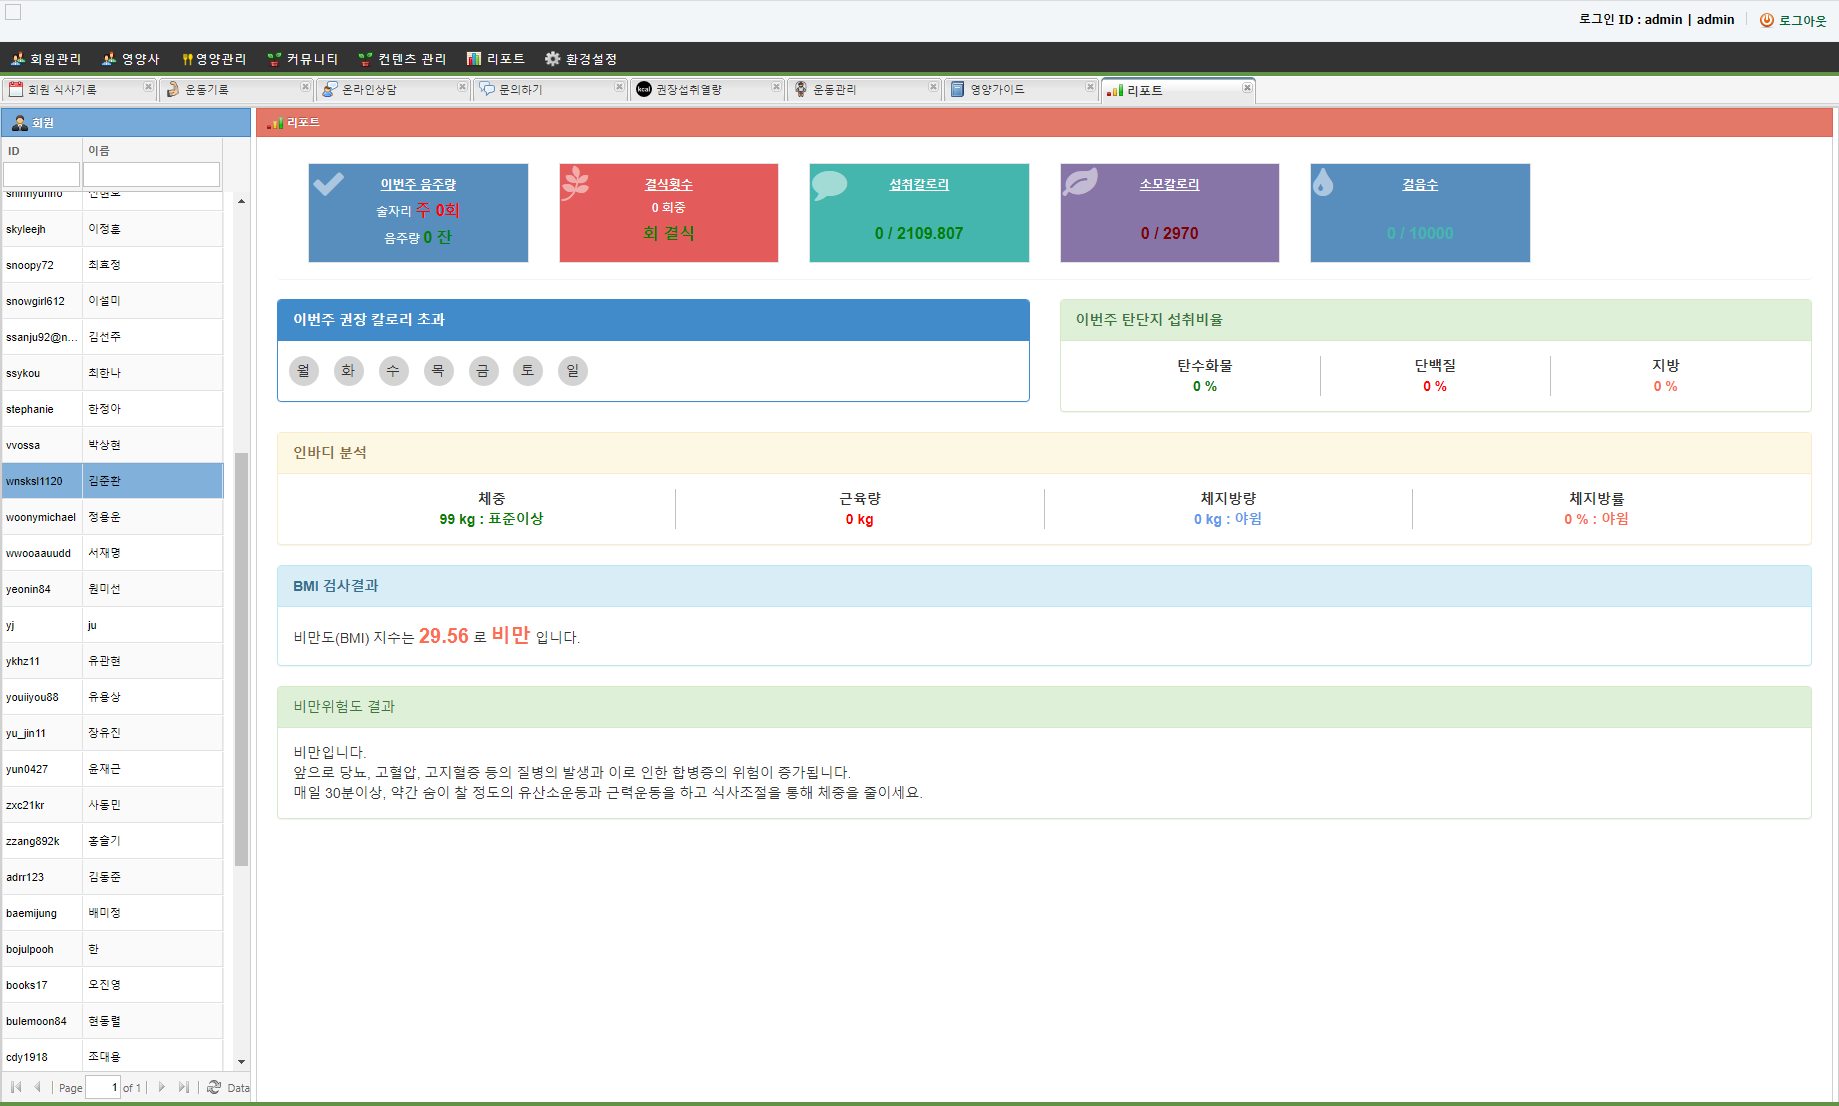 로그인 ID : admin | admin
로그아웃
회원관리 영양사 영양관리 커뮤니티 컨텐츠 관리 리포트 환경설정
회원 식사기록 운동기록 온라인상담 문의하기 권장섭취열량 운동관리 영양가이드 리포트
회원
ID 이름
skyleejh 이정훈
snoopy72 최효정
snowgirl612 이설미
ssanju92@n... 김선주
ssykou 최한나
stephanie 한정아
vvossa 박상현
wnsksl1120 김준환
woonymichael 정용운
wwooaauudd 서재명
yeonin84 원미선
yj ju
ykhz11 유관현
youiiyou88 유용상
yu_jin11 장유진
yun0427 윤재근
zxc21kr 사동민
zzang892k 홍슬기
adrr123 김동준
baemijung 배미정
bojulpooh 한
books17 오진영
bulemoon84 현동렬
cdy1918 조대용
Page 1 of 1 Data
리포트
이번주 음주량
술자리 주 0회
음주량 0 잔
결식횟수
0 회중
회 결식
섭취칼로리
0 / 2109.807
소모칼로리
0 / 2970
걸음수
0 / 10000
이번주 권장 칼로리 초과
월 화 수 목 금 토 일
이번주 탄단지 섭취비율
탄수화물 단백질 지방
0 % 0 % 0 %
인바디 분석
체중 근육량 체지방량 체지방률
99 kg : 표준이상 0 kg 0 kg : 야윔 0 % : 야윔
BMI 검사결과
비만도(BMI) 지수는 29.56 로 비만 입니다.
비만위험도 결과
비만입니다.
앞으로 당뇨, 고혈압, 고지혈증 등의 질병의 발생과 이로 인한 합병증의 위험이 증가됩니다.
매일 30분이상, 약간 숨이 찰 정도의 유산소운동과 근력운동을 하고 식사조절을 통해 체중을 줄이세요.